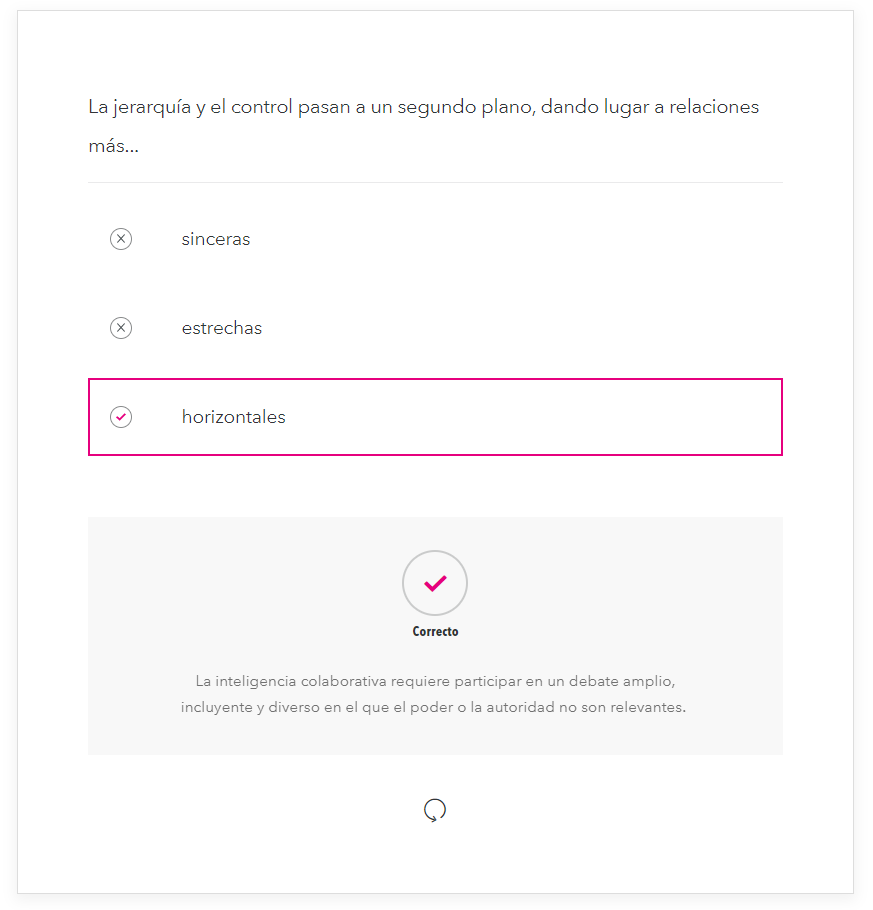 La jerarquía y el control pasan a un segundo plano, dando lugar a relaciones
más...
sinceras
estrechas
horizontales
Correcto
La inteligencia colaborativa requiere participar en un debate amplio,
incluyente y diverso en el que el poder o la autoridad no son relevantes.